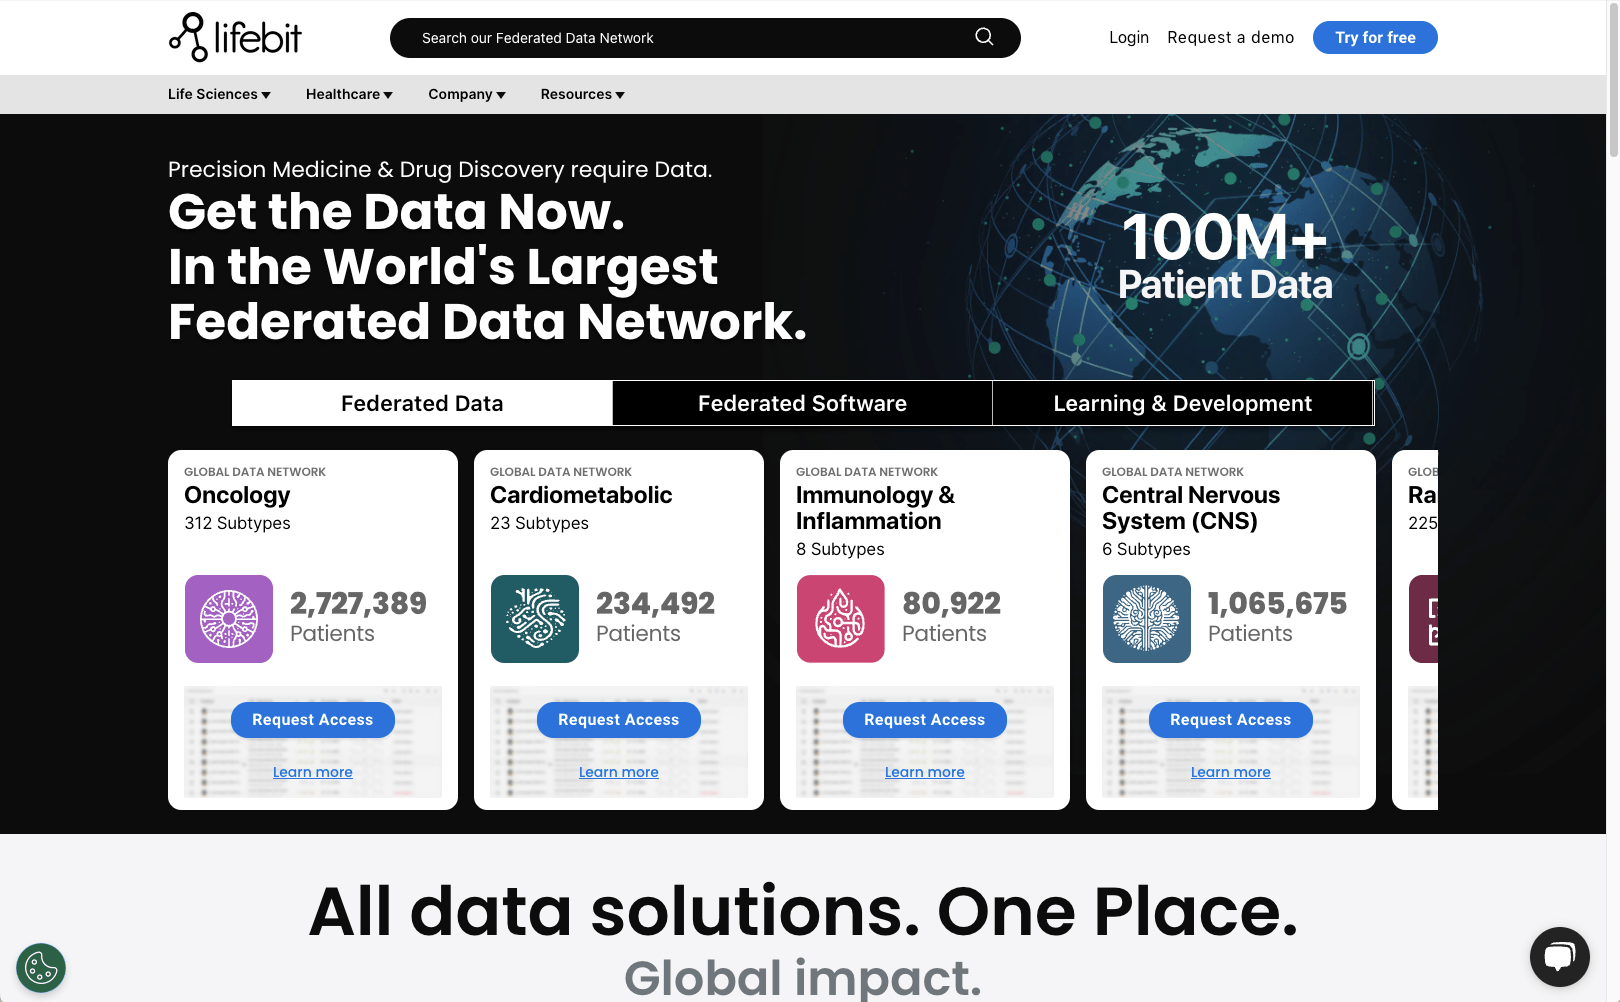 lifebit
Search our Federated Data Network
Login
Request a demo
Try for free
Life Sciences
Healthcare
Company
Resources
Precision Medicine & Drug Discovery require Data.
Get the Data Now.
In the World's Largest
Federated Data Network.
100M+
Patient Data
Federated Data
Federated Software
Learning & Development
GLOBAL DATA NETWORK
Oncology
312 Subtypes
2,727,389
Patients
Request Access
Learn more
GLOBAL DATA NETWORK
Cardiometabolic
23 Subtypes
234,492
Patients
Request Access
Learn more
GLOBAL DATA NETWORK
Immunology &
Inflammation
8 Subtypes
80,922
Patients
Request Access
Learn more
GLOBAL DATA NETWORK
Central Nervous
System (CNS)
6 Subtypes
1,065,675
Patients
Request Access
Learn more
GLOB
Ra
225
All data solutions. One Place.
Global impact.